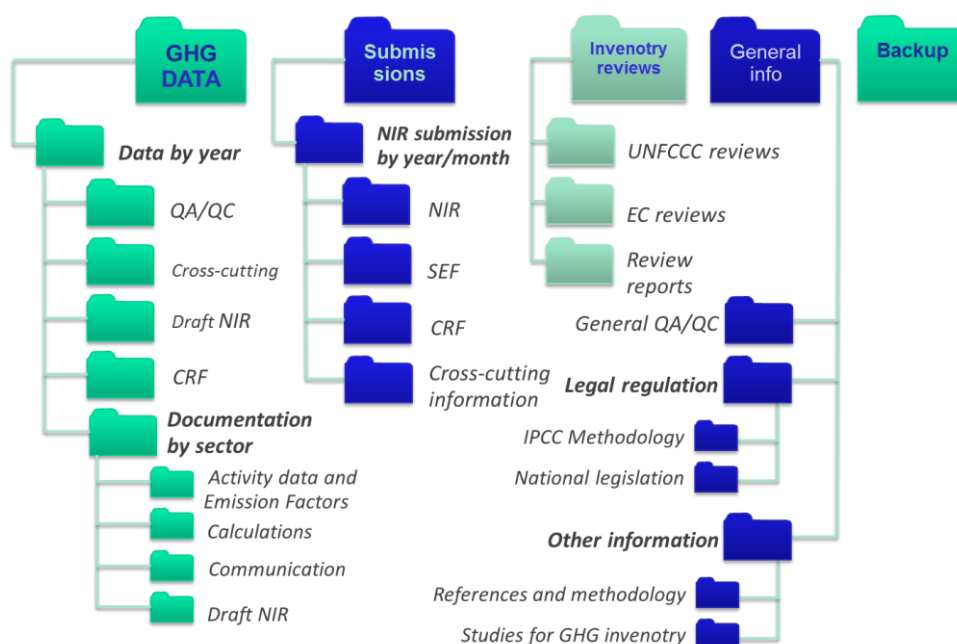 GHG
DATA
Data by year
QA/QC
Cross-cutting
Draft NIR
CRF
Documentation
by sector
Activity data and
Emission Factors
Calculations
Communication
Draft NIR
Submis
sions
NIR submission
by year/month
NIR
SEF
CRF
Cross-cutting
information
Invenotry
reviews
UNFCCC reviews
EC reviews
Review
reports
General
info
General QA/QC
Legal regulation
IPCC Methodology
National legislation
Other information
References and methodology
Studies for GHG invenotry
Backup